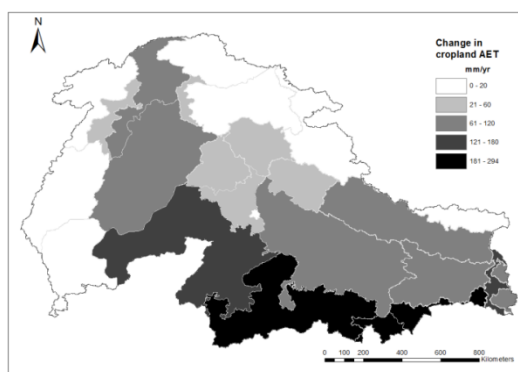 N
Change in
cropland AET
mm/yr
0 - 20
21 - 60
61 - 120
121 - 180
181 - 294
0 100 200 400 600 800
Kilometers